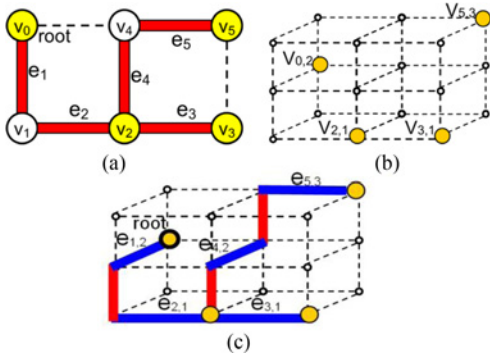 v₀ v₄ v₅
root
e₅
e₁ e₄
e₂ e₃
v₁ v₂ v₃
(a)
V₅,₃
V₀,₂
V₂,₁ V₃,₁
(b)
e₅,₃
root
e₁,₂ e₄,₂
e₂,₁ e₃,₁
(c)